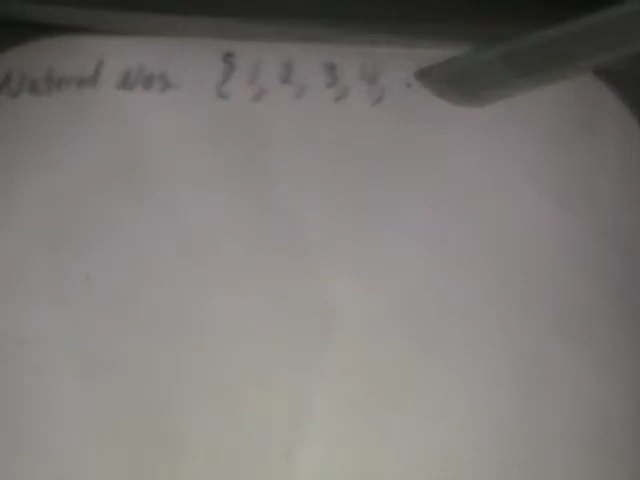 Natural Nos. { 1, 2, 3, 4, .